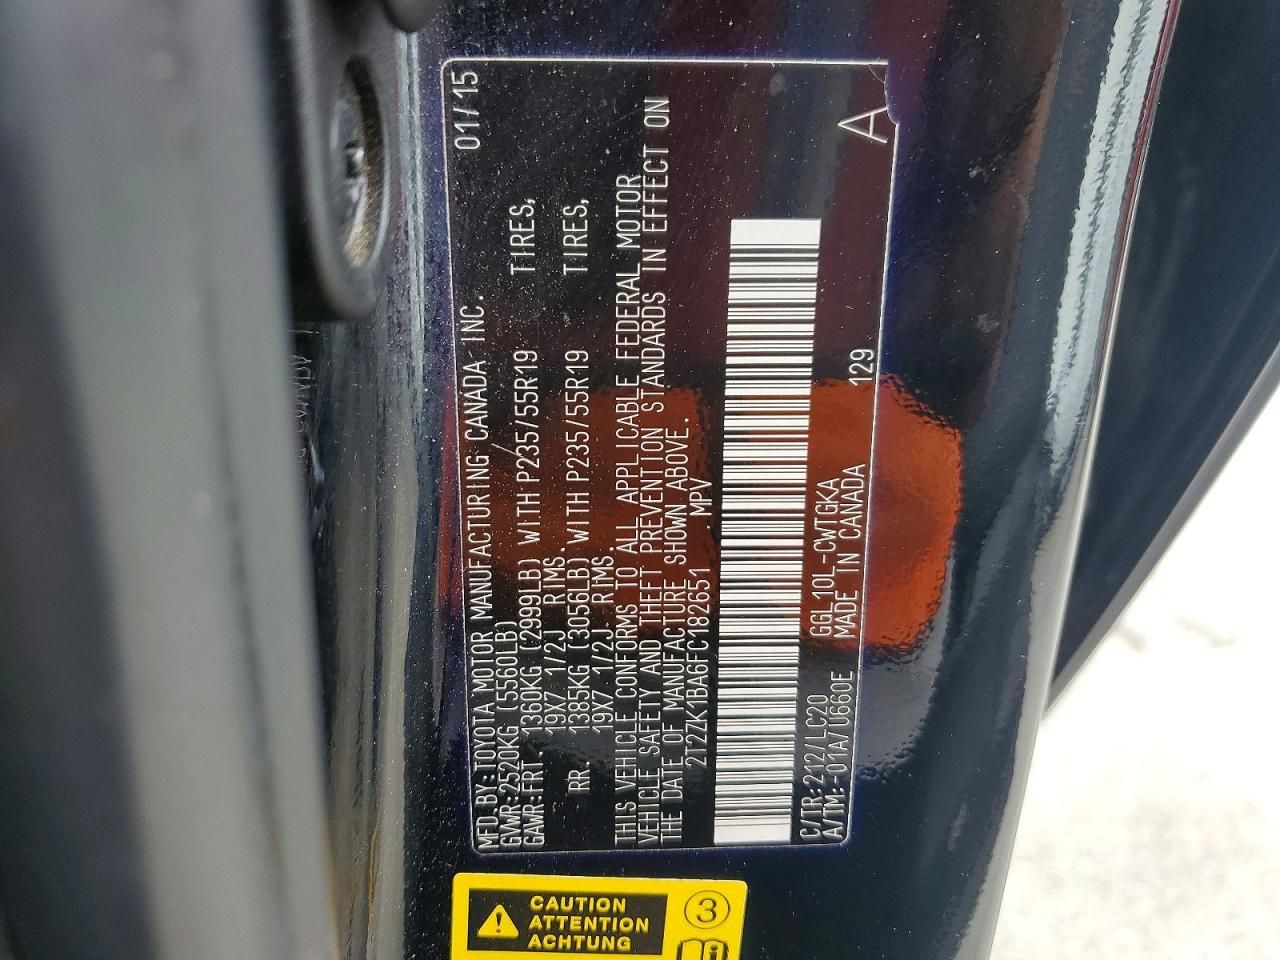 MFD.BY:TOYOTA MOTOR MANUFACTURING CANADA INC. 01/15
GVWR:2520KG (5560LB)
GAWR:FRT. 1360KG (2999LB) WITH P235/55R19 TIRES,
19X7 1/2J RIMS.
RR. 1385KG (3056LB) WITH P235/55R19 TIRES,
19X7 1/2J RIMS.
THIS VEHICLE CONFORMS TO ALL APPLICABLE FEDERAL MOTOR
VEHICLE SAFETY AND THEFT PREVENTION STANDARDS IN EFFECT ON
THE DATE OF MANUFACTURE SHOWN ABOVE.
2T2ZK1BA6FC182651 MPV
C/TR:212/LC20 GGL10L-CWTGKA
A/TM:-01A/U660E MADE IN CANADA 129 A
CAUTION
ATTENTION
ACHTUNG
3